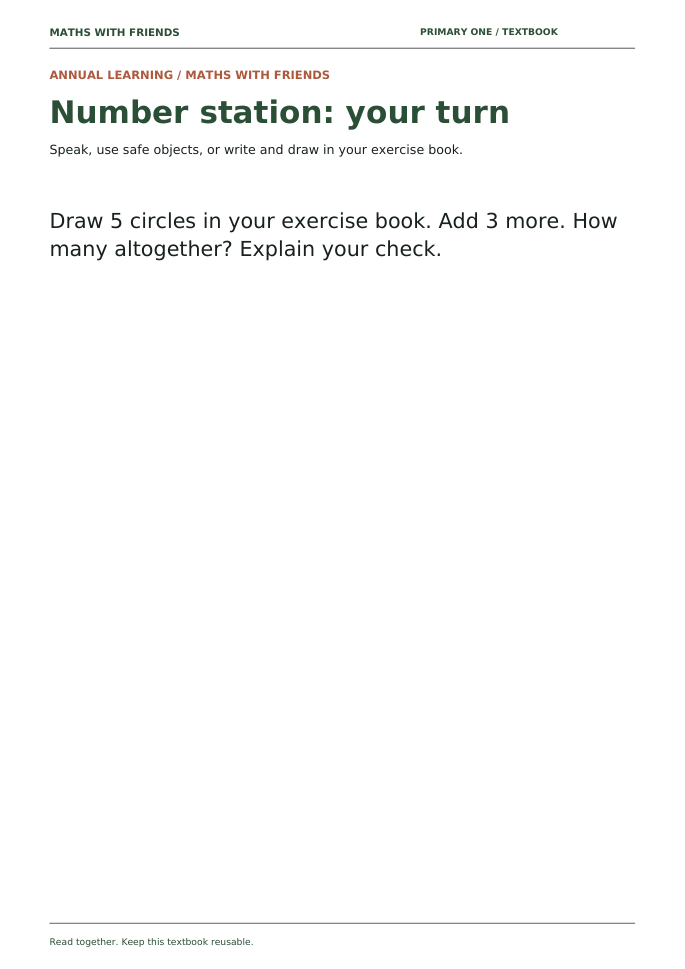 MATHS WITH FRIENDS
PRIMARY ONE / TEXTBOOK
ANNUAL LEARNING / MATHS WITH FRIENDS
Number station: your turn
Speak, use safe objects, or write and draw in your exercise book.
Draw 5 circles in your exercise book. Add 3 more. How
many altogether? Explain your check.
Read together. Keep this textbook reusable.